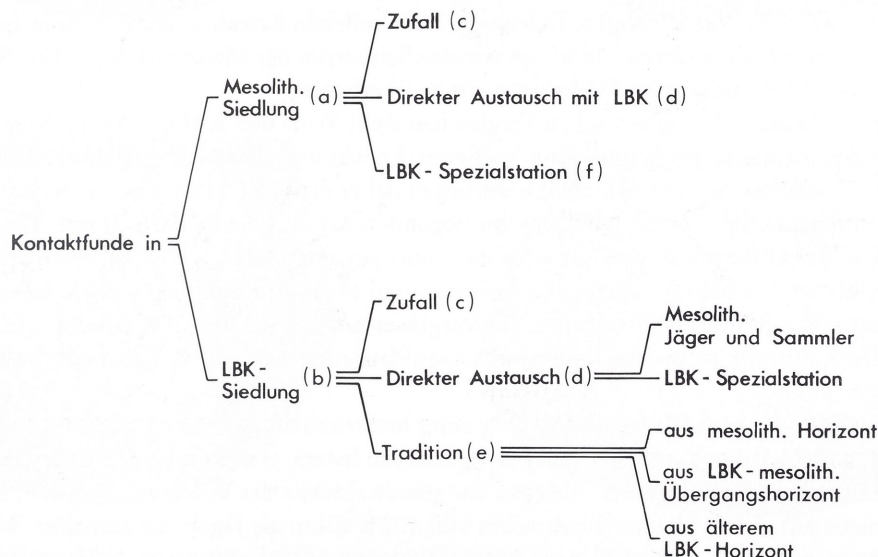 Zufall (c)
Mesolith.
Siedlung (a)
Direkter Austausch mit LBK (d)
LBK - Spezialstation (f)
Kontaktfunde in
Zufall (c)
Mesolith.
Jäger und Sammler
LBK -
Siedlung (b)
Direkter Austausch (d)
LBK - Spezialstation
Tradition (e)
aus mesolith. Horizont
aus LBK - mesolith.
Übergangshorizont
aus älterem
LBK - Horizont